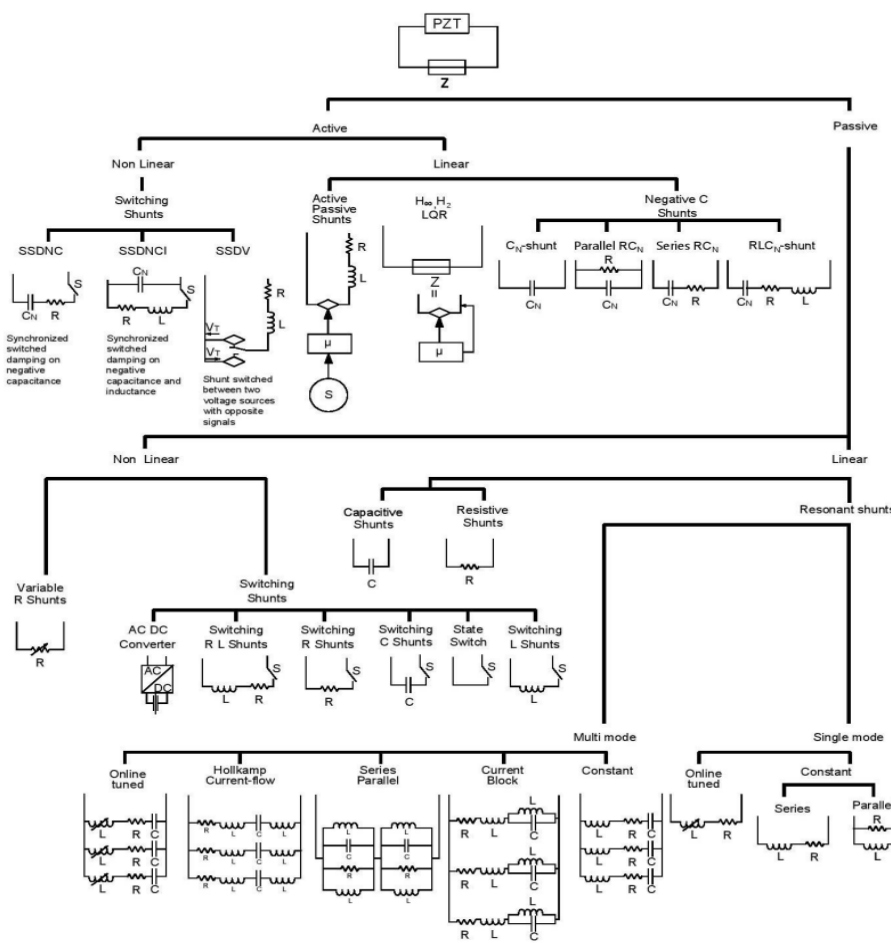 PZT
Z
Active
Passive
Non Linear
Linear
Switching
Shunts
Active
Passive
Shunts
H∞,H2
LQR
Negative C
Shunts
SSDNC
SSDNCI
SSDV
CN-shunt
Parallel RCN
Series RCN
RLCN-shunt
S
CN
R
CN
S
R
L
R
L
VT
VT
R
L
μ
S
Z
=
μ
CN
R
CN
CN
R
CN
R
L
Synchronized
switched
damping on
negative
capacitance
Synchronized
switched
damping on
negative
capacitance and
inductance
Shunt switched
between two
voltage sources
with opposite
signals
Non Linear
Linear
Capacitive
Shunts
Resistive
Shunts
Resonant shunts
C
R
Variable
R Shunts
R
Switching
Shunts
AC DC
Converter
Switching
R L Shunts
Switching
R Shunts
Switching
C Shunts
State
Switch
Switching
L Shunts
AC
DC
S
L
R
S
R
S
C
S
S
L
Multi mode
Single mode
Online
tuned
Hollkamp
Current-flow
Series
Parallel
Current
Block
Constant
Online
tuned
Constant
Series
Parallel
L R C
L R C
L R C
R L C L
R L C L
R L C L
L
C
R
L
L
C
R
L
L
R L C
L
R L C
L
R L C
L R C
L R C
L R C
L R
L R
R
L